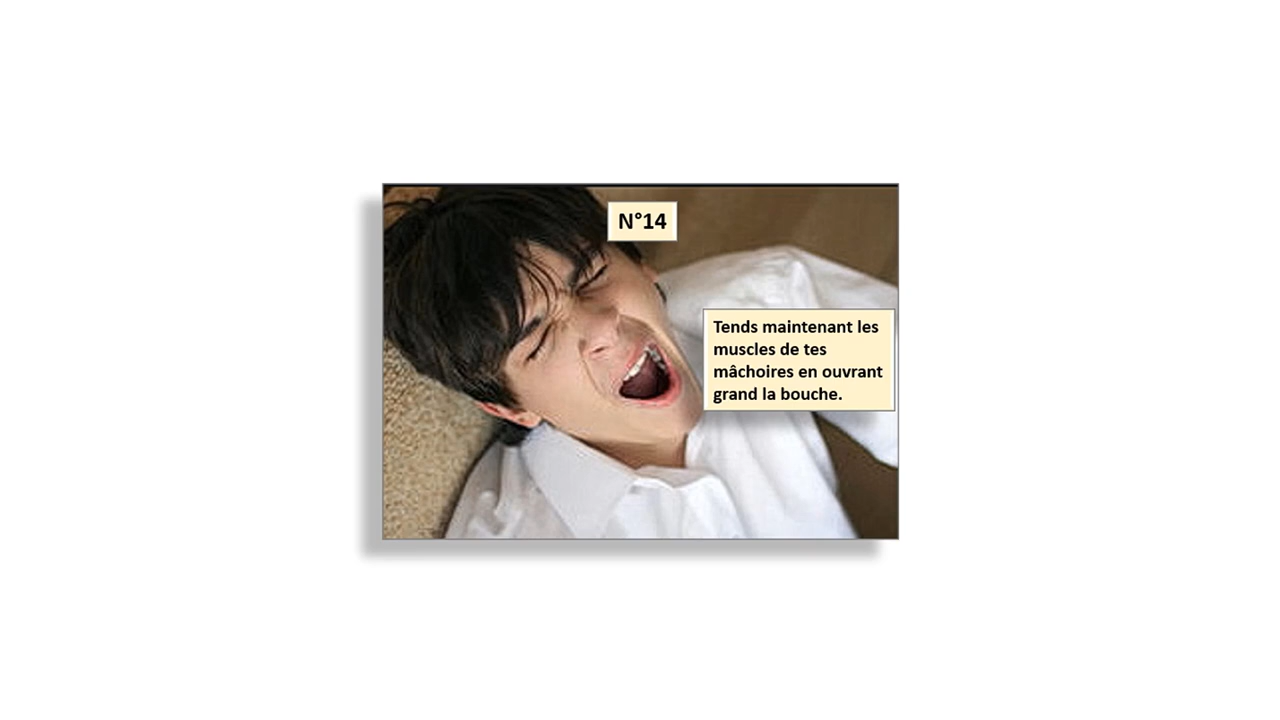 N°14
Tends maintenant les
muscles de tes
mâchoires en ouvrant
grand la bouche.